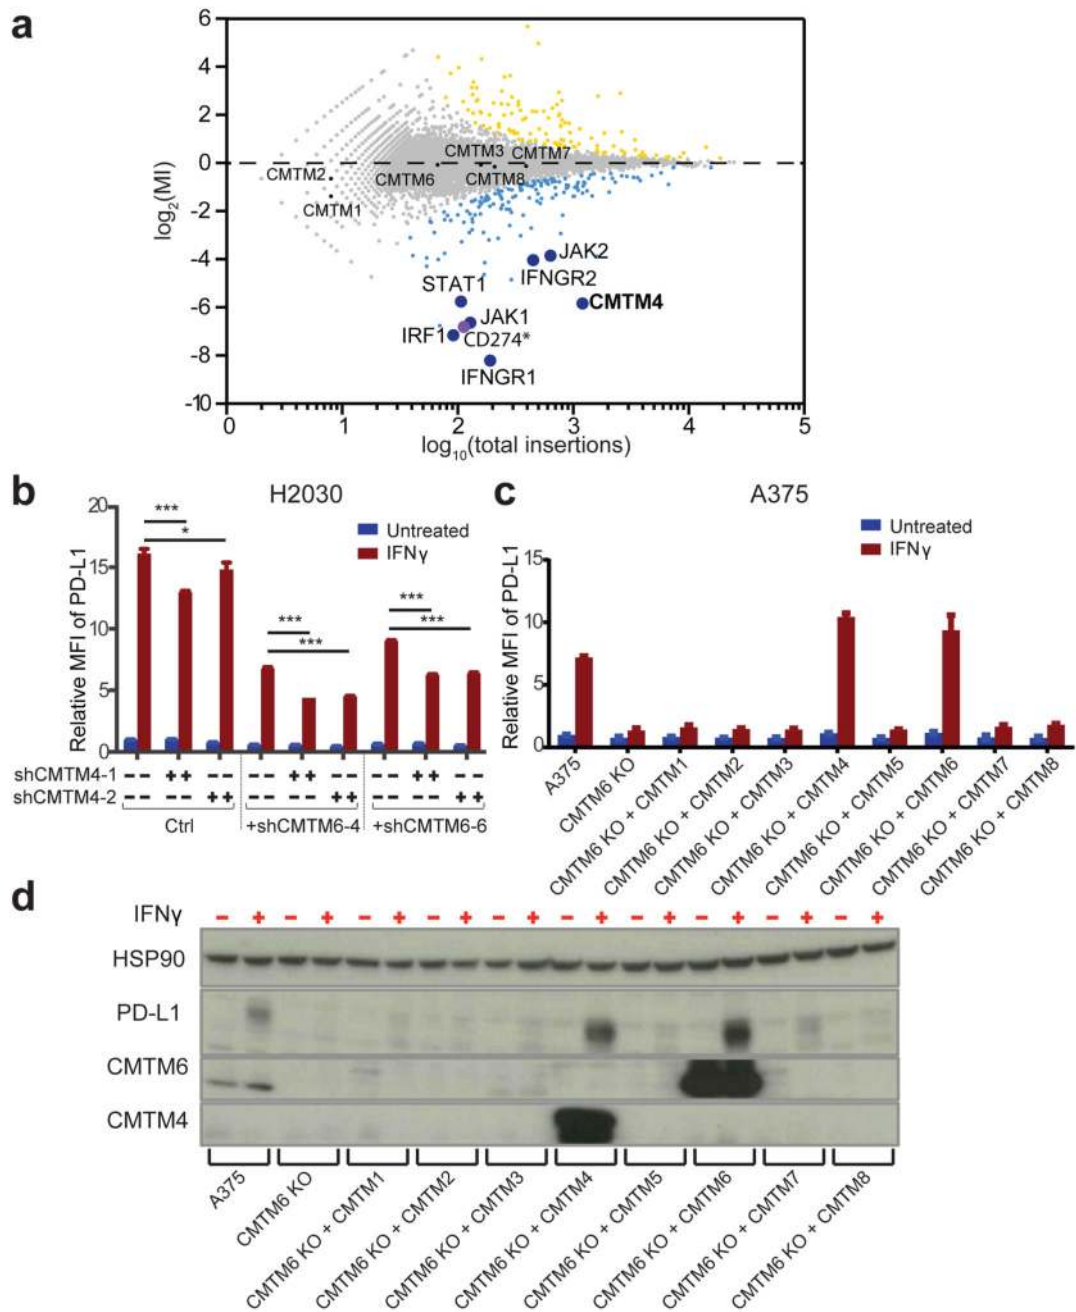 a
6
4
2
0
-2
-4
-6
-8
-10
log2(MI)
CMTM3
CMTM7
CMTM2
CMTM6
CMTM8
CMTM1
JAK2
IFNGR2
STAT1
CMTM4
JAK1
IRF1
CD274*
IFNGR1
0 1 2 3 4 5
log10(total insertions)
b
H2030
20
15
10
5
0
Relative MFI of PD-L1
***
*
***
***
***
***
Untreated
IFNγ
shCMTM4-1 - - + + - - - - + + - - - - + + - -
shCMTM4-2 - - - - + + - - - - + + - - - - + +
Ctrl +shCMTM6-4 +shCMTM6-6
c
A375
Untreated
IFNγ
15
10
5
0
Relative MFI of PD-L1
A375
CMTM6 KO
CMTM6 KO + CMTM1
CMTM6 KO + CMTM2
CMTM6 KO + CMTM3
CMTM6 KO + CMTM4
CMTM6 KO + CMTM5
CMTM6 KO + CMTM6
CMTM6 KO + CMTM7
CMTM6 KO + CMTM8
d
IFNγ - + - + - + - + - + - + - + - + - + - +
HSP90
PD-L1
CMTM6
CMTM4
A375
CMTM6 KO
CMTM6 KO + CMTM1
CMTM6 KO + CMTM2
CMTM6 KO + CMTM3
CMTM6 KO + CMTM4
CMTM6 KO + CMTM5
CMTM6 KO + CMTM6
CMTM6 KO + CMTM7
CMTM6 KO + CMTM8